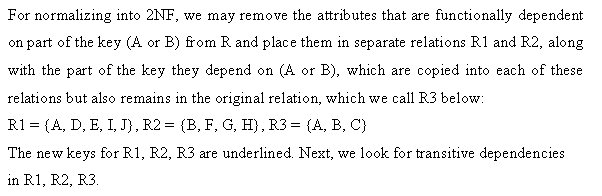 For normalizing into 2NF, we may remove the attributes that are functionally dependent
on part of the key (A or B) from R and place them in separate relations R1 and R2, along
with the part of the key they depend on (A or B), which are copied into each of these
relations but also remains in the original relation, which we call R3 below:
R1 = {A, D, E, I, J}, R2 = {B, F, G, H}, R3 = {A, B, C}
The new keys for R1, R2, R3 are underlined. Next, we look for transitive dependencies
in R1, R2, R3.